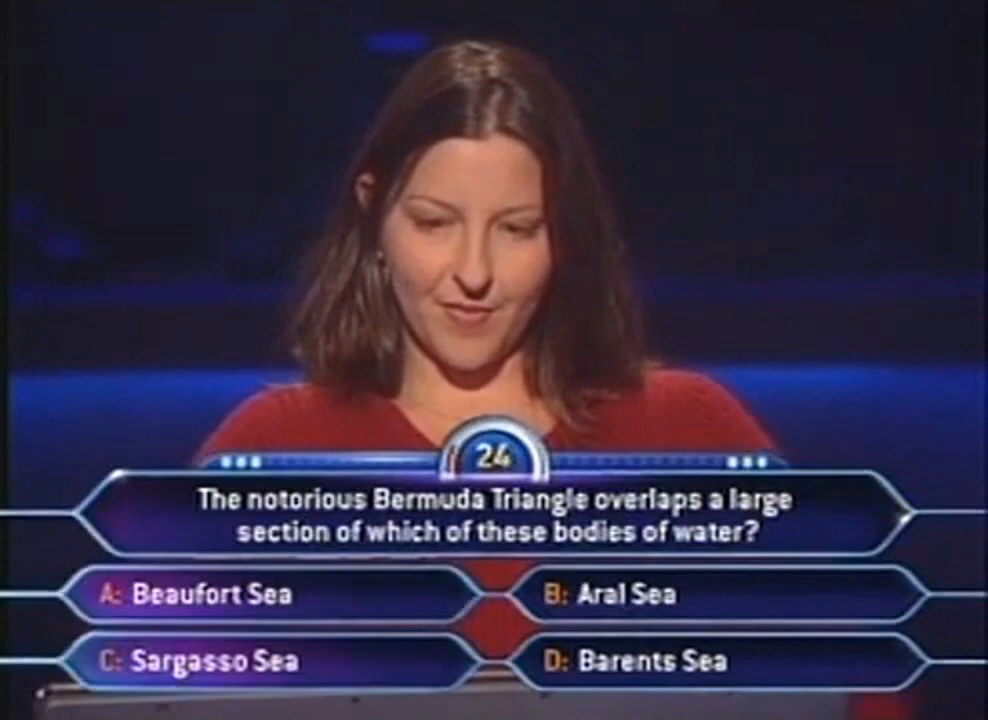 24
The notorious Bermuda Triangle overlaps a large
section of which of these bodies of water?
A: Beaufort Sea
B: Aral Sea
C: Sargasso Sea
D: Barents Sea